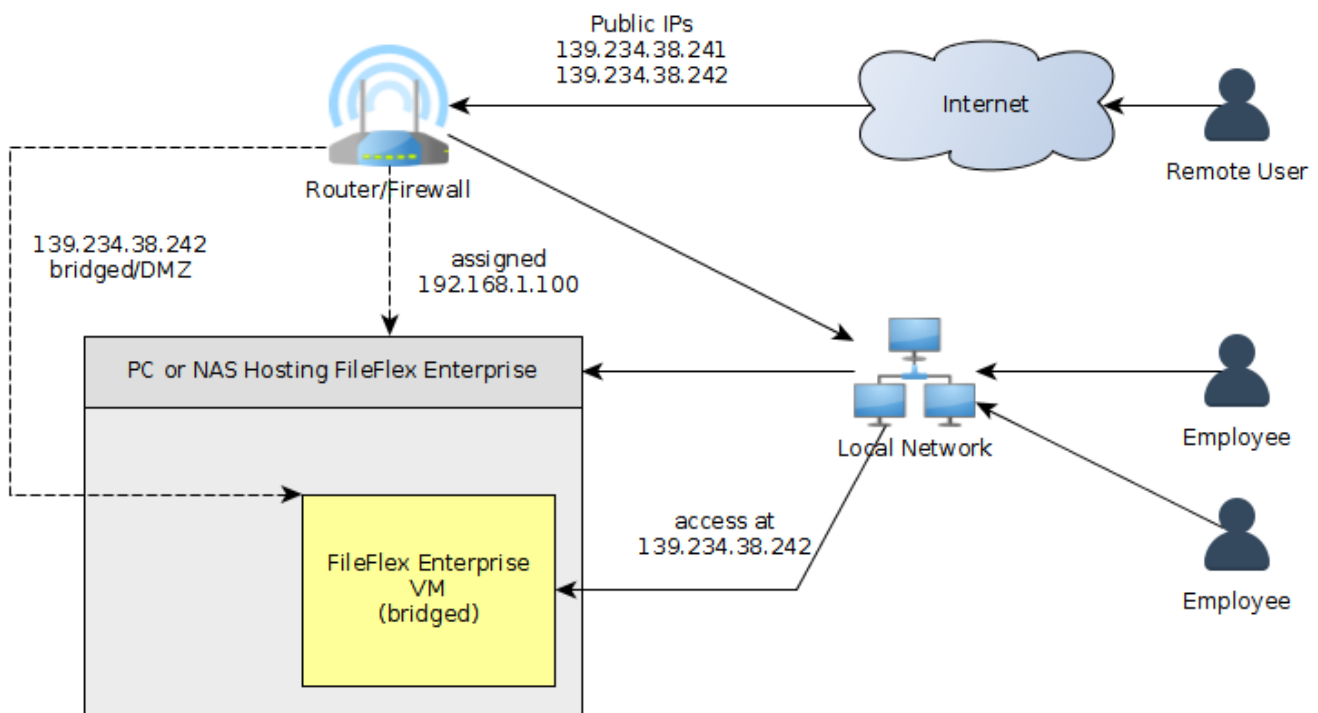 Public IPs
139.234.38.241
139.234.38.242
Internet
Remote User
Router/Firewall
139.234.38.242
bridged/DMZ
assigned
192.168.1.100
PC or NAS Hosting FileFlex Enterprise
Local Network
Employee
access at
139.234.38.242
FileFlex Enterprise
VM
(bridged)
Employee